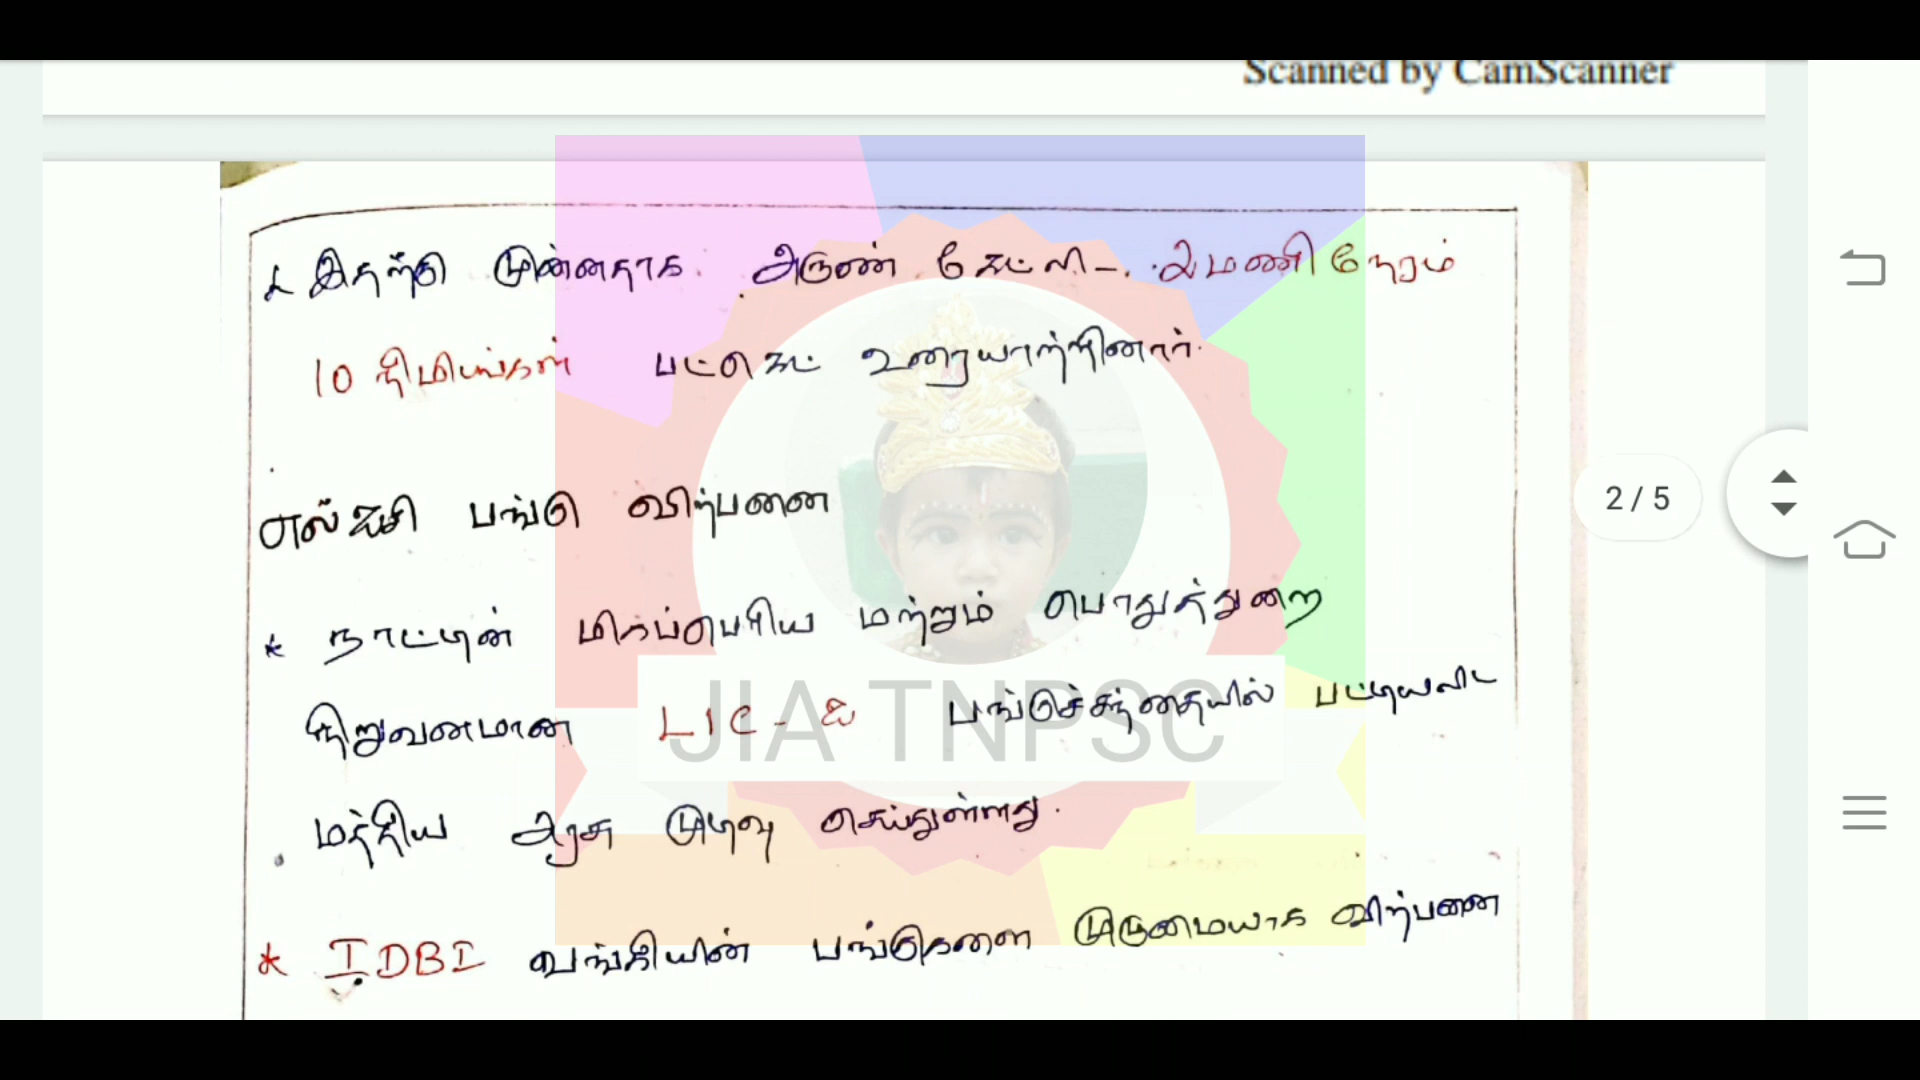 Scanned by CamScanner
* இதற்கு முன்னதாக அருண் ஜேட்லி - 2 மணி நேரம்
10 நிமிடங்கள் பட்ஜெட் உரையாற்றினார்.
எல்ஐசி பங்கு விற்பனை
* நாட்டின் மிகப்பெரிய மற்றும் பொதுத்துறை
நிறுவனமான LIC - ஐ பங்குச்சந்தையில் பட்டியலிட
JIA TNPSC
மத்திய அரசு முடிவு செய்துள்ளது.
* IDBI வங்கியின் பங்குகளை முழுமையாக விற்பனை
2 / 5